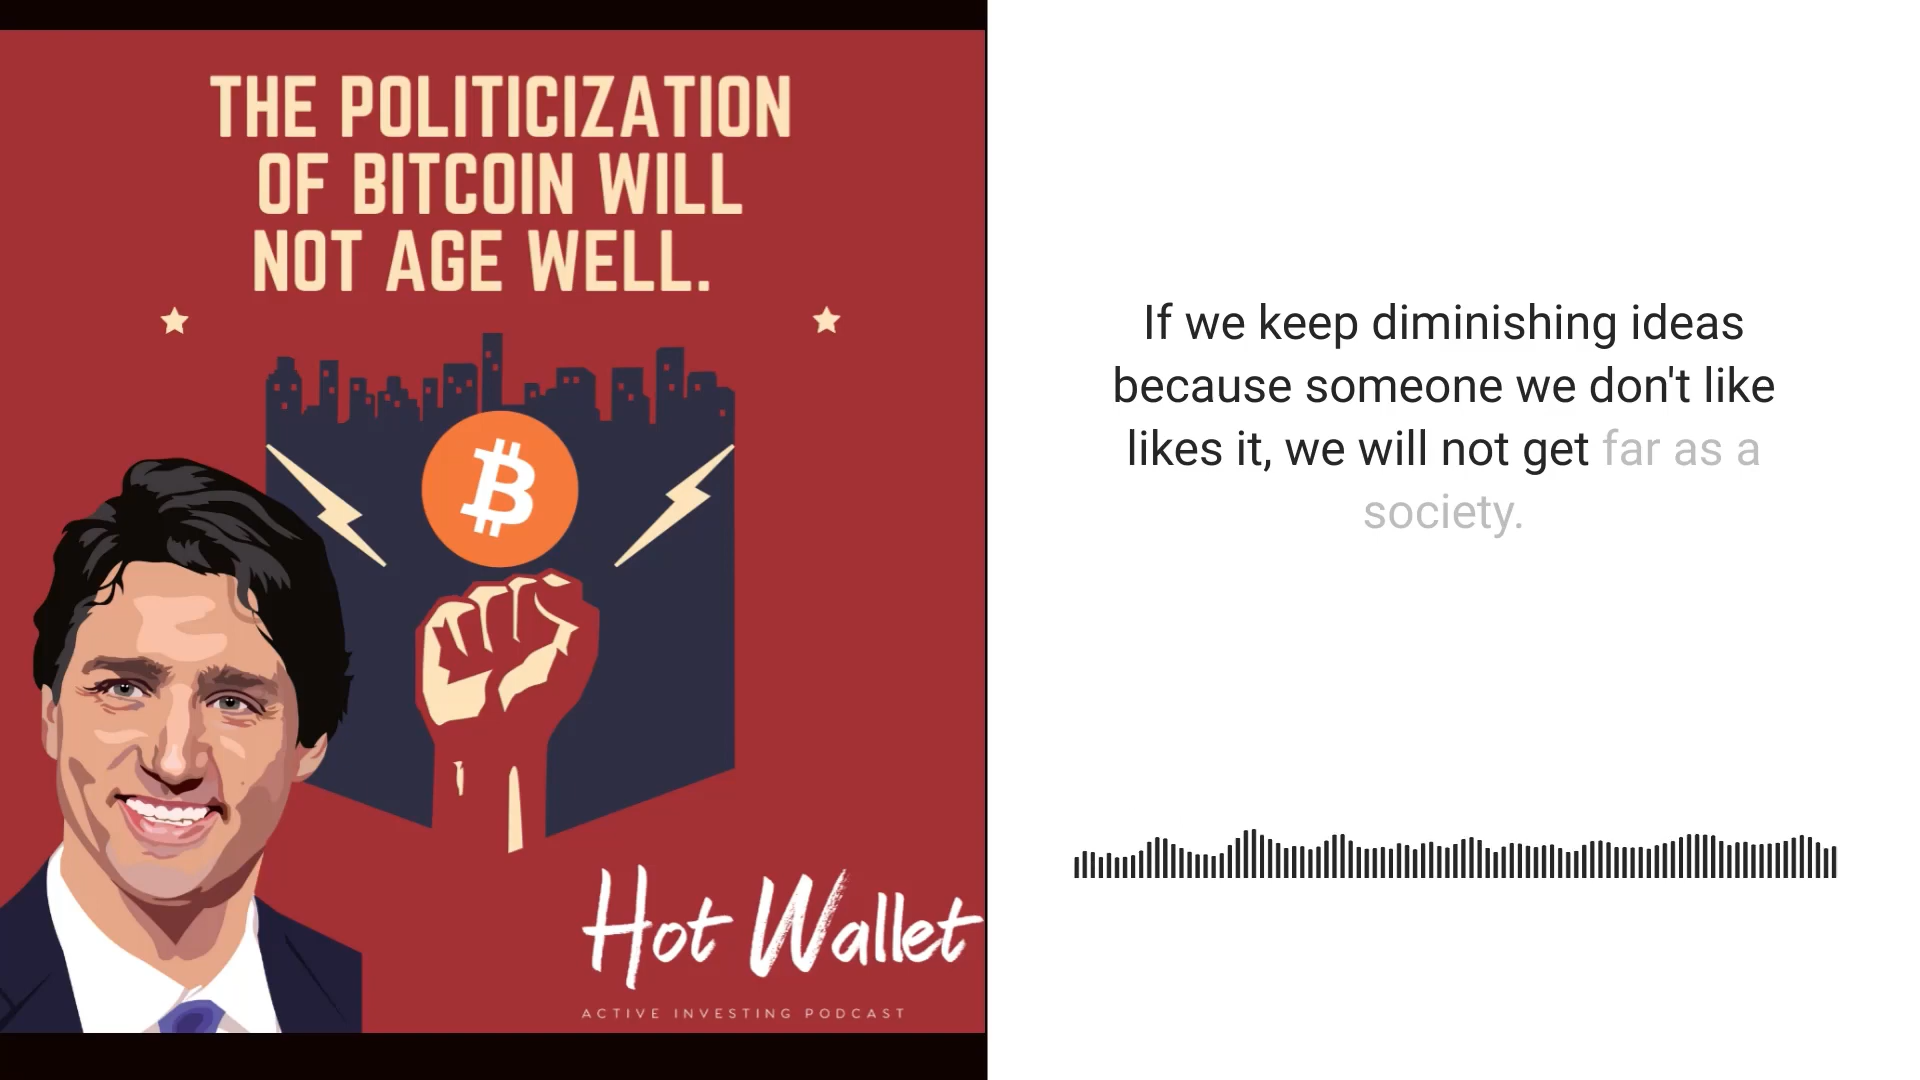 THE POLITICIZATION
OF BITCOIN WILL
NOT AGE WELL.
Hot Wallet
ACTIVE INVESTING PODCAST
If we keep diminishing ideas
because someone we don't like
likes it, we will not get far as a
society.